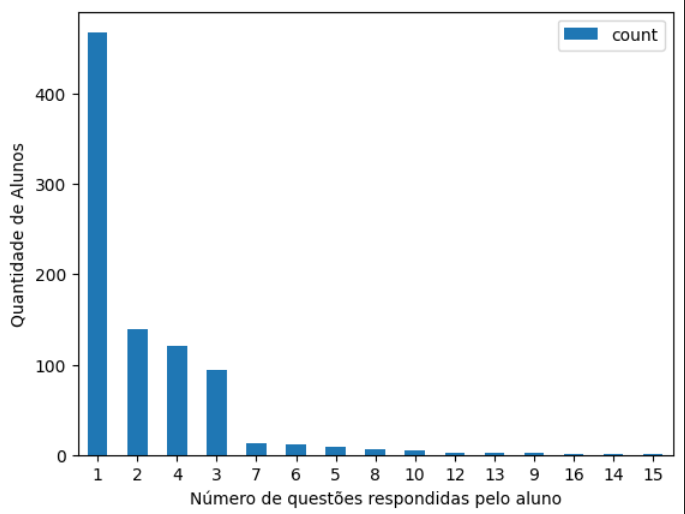 count
400
300
200
100
0
Quantidade de Alunos
1 2 4 3 7 6 5 8 10 12 13 9 16 14 15
Número de questões respondidas pelo aluno